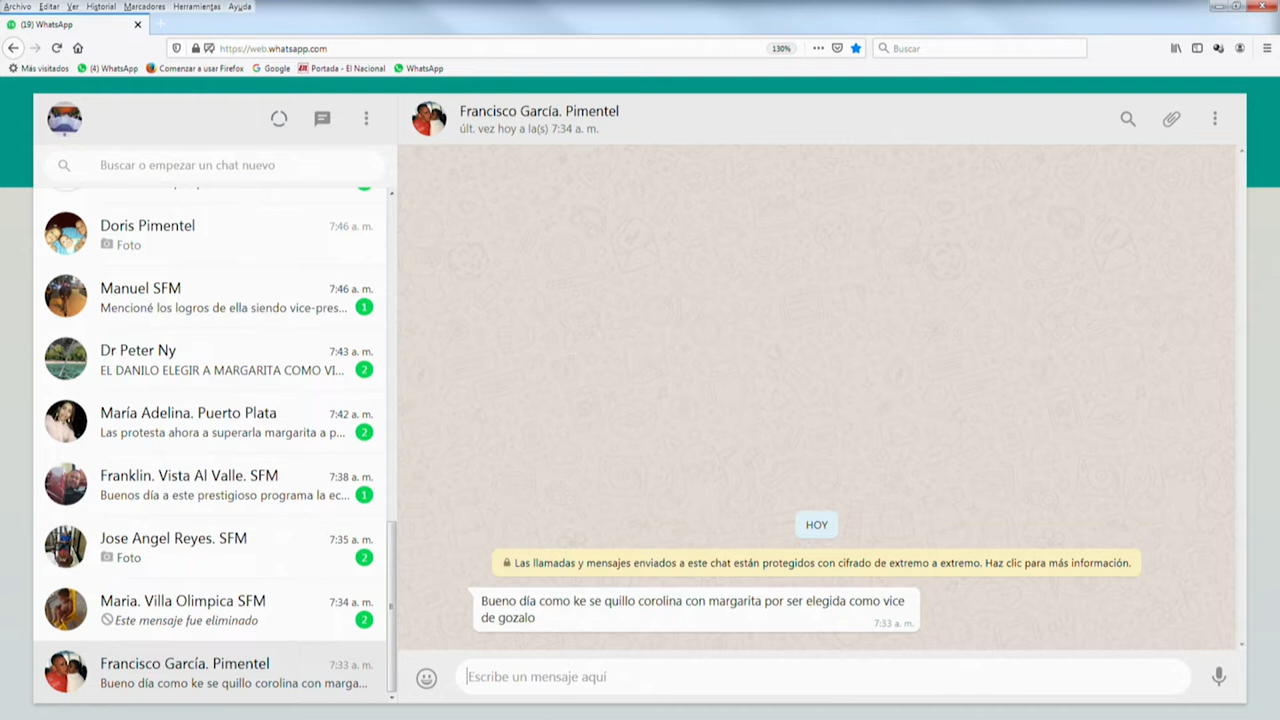 Archivo Editar Ver Historial Marcadores Herramientas Ayuda
(19) WhatsApp
https://web.whatsapp.com
130%
Buscar
Más visitados (4) WhatsApp Comenzar a usar Firefox Google Portada - El Nacional WhatsApp
Buscar o empezar un chat nuevo
Doris Pimentel 7:46 a. m.
Foto
Manuel SFM 7:46 a. m.
Mencioné los logros de ella siendo vice-pres... 1
Dr Peter Ny 7:43 a. m.
EL DANILO ELEGIR A MARGARITA COMO VI... 2
María Adelina. Puerto Plata 7:42 a. m.
Las protesta ahora a superarla margarita a p... 2
Franklin. Vista Al Valle. SFM 7:38 a. m.
Buenos día a este prestigioso programa la ec... 1
Jose Angel Reyes. SFM 7:35 a. m.
Foto 2
Maria. Villa Olimpica SFM 7:34 a. m.
Este mensaje fue eliminado 2
Francisco García. Pimentel 7:33 a. m.
Bueno día como ke se quillo corolina con marga...
Francisco García. Pimentel
últ. vez hoy a la(s) 7:34 a. m.
HOY
Las llamadas y mensajes enviados a este chat están protegidos con cifrado de extremo a extremo. Haz clic para más información.
Bueno día como ke se quillo corolina con margarita por ser elegida como vice
de gozalo
7:33 a. m.
Escribe un mensaje aquí